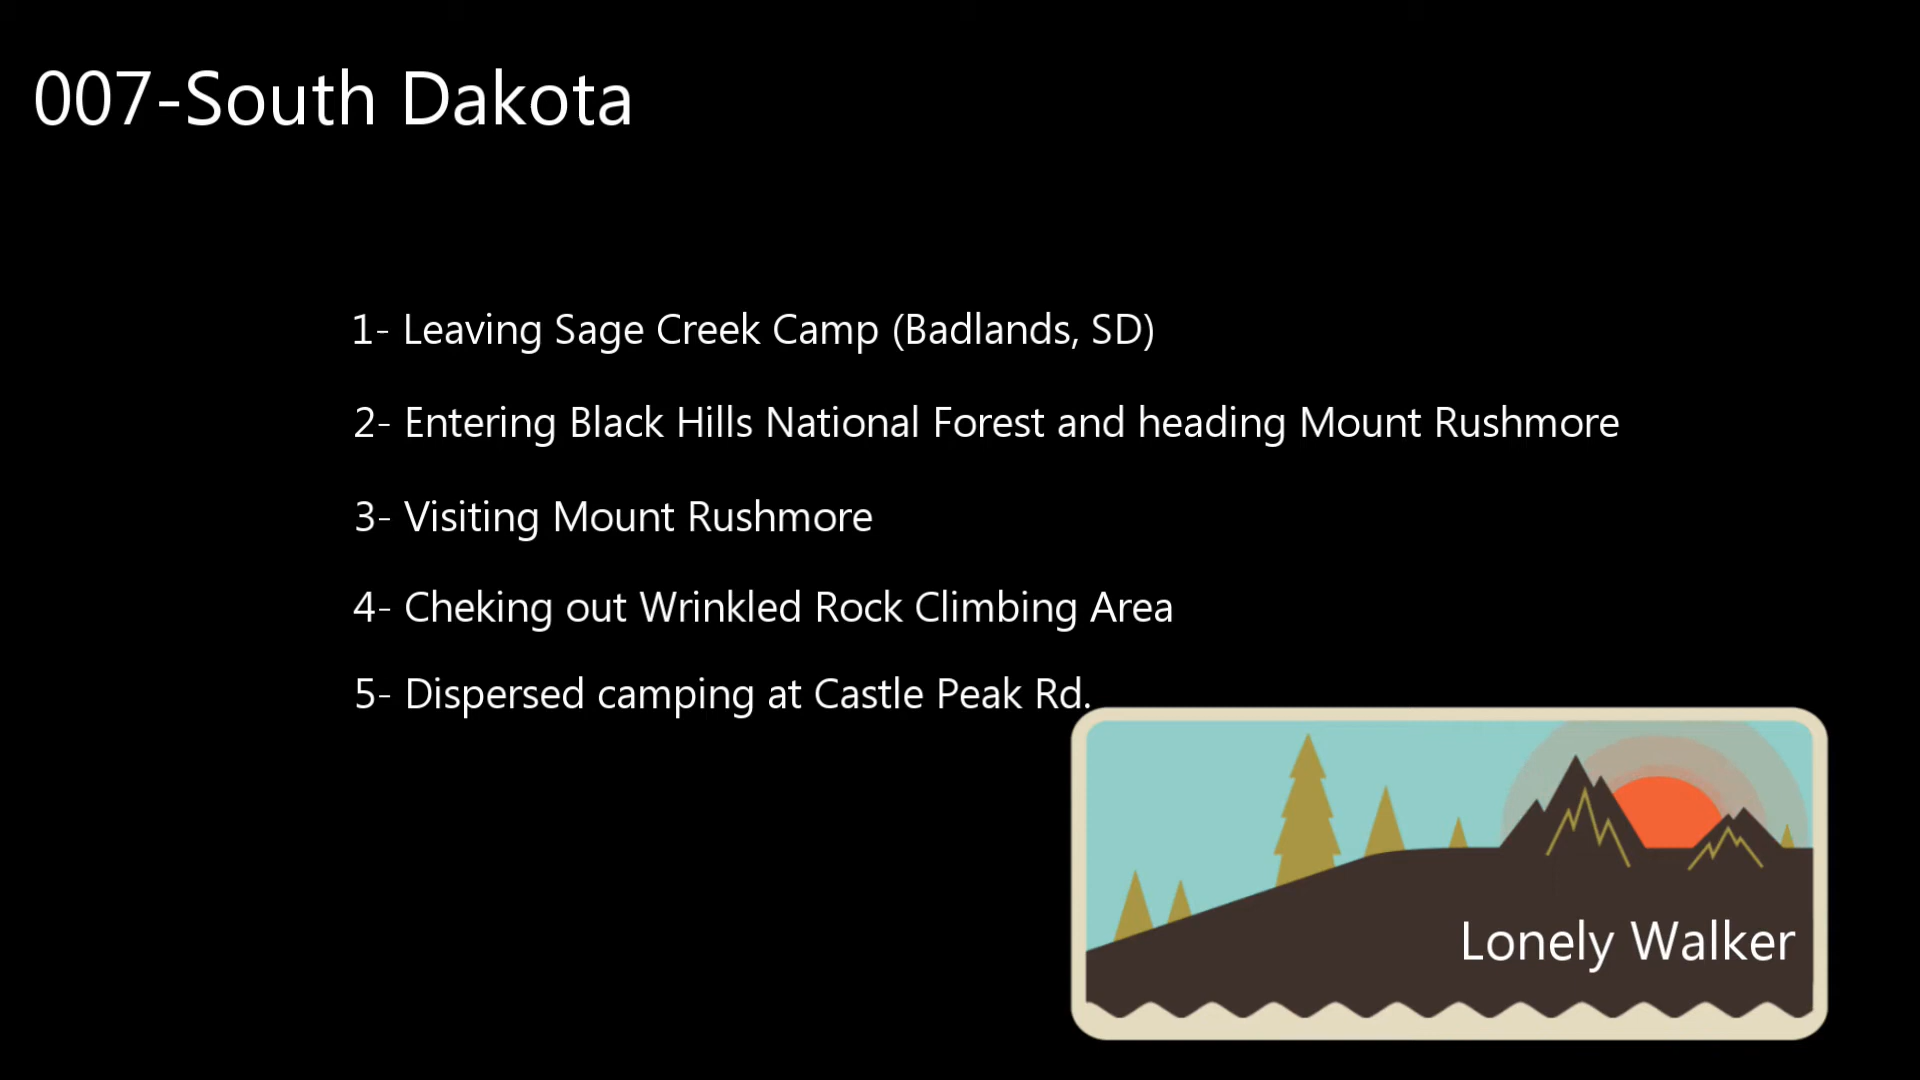 007-South Dakota
1- Leaving Sage Creek Camp (Badlands, SD)
2- Entering Black Hills National Forest and heading Mount Rushmore
3- Visiting Mount Rushmore
4- Cheking out Wrinkled Rock Climbing Area
5- Dispersed camping at Castle Peak Rd.
Lonely Walker